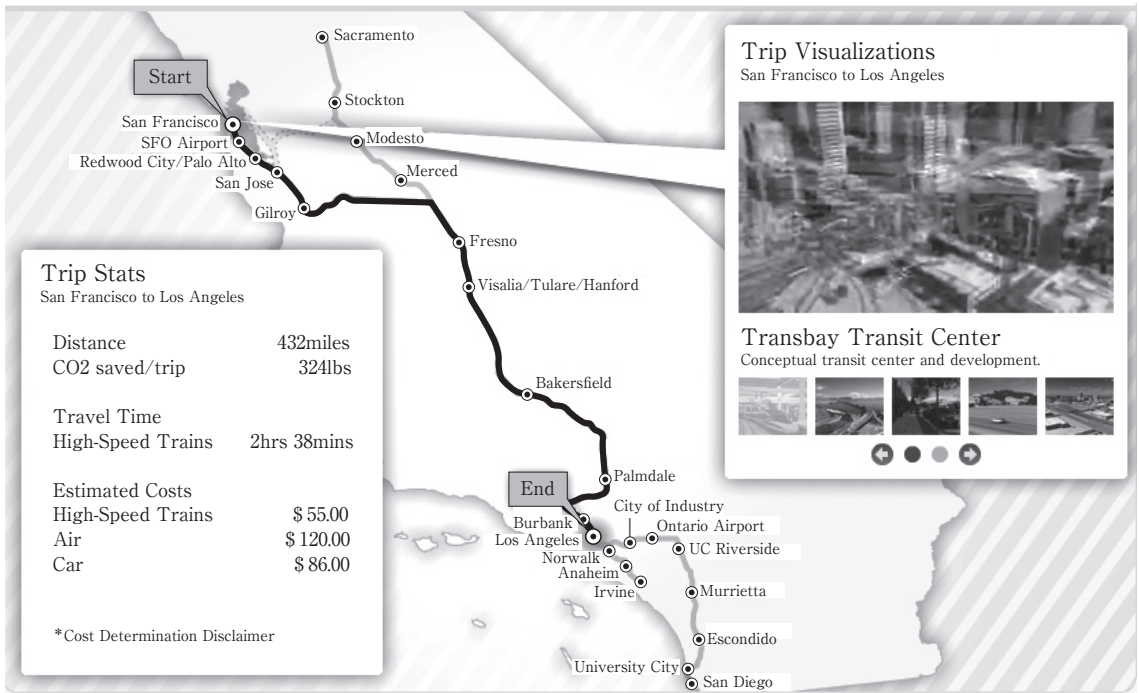 Sacramento
Start
Stockton
San Francisco
SFO Airport
Modesto
Redwood City/Palo Alto
Merced
San Jose
Gilroy
Fresno
Visalia/Tulare/Hanford
Bakersfield
Palmdale
End
City of Industry
Burbank
Ontario Airport
Los Angeles
UC Riverside
Norwalk
Anaheim
Irvine
Murrietta
Escondido
University City
San Diego
Trip Stats
San Francisco to Los Angeles
Distance 432miles
CO2 saved/trip 324lbs
Travel Time
High-Speed Trains 2hrs 38mins
Estimated Costs
High-Speed Trains $ 55.00
Air $ 120.00
Car $ 86.00
*Cost Determination Disclaimer
Trip Visualizations
San Francisco to Los Angeles
Transbay Transit Center
Conceptual transit center and development.